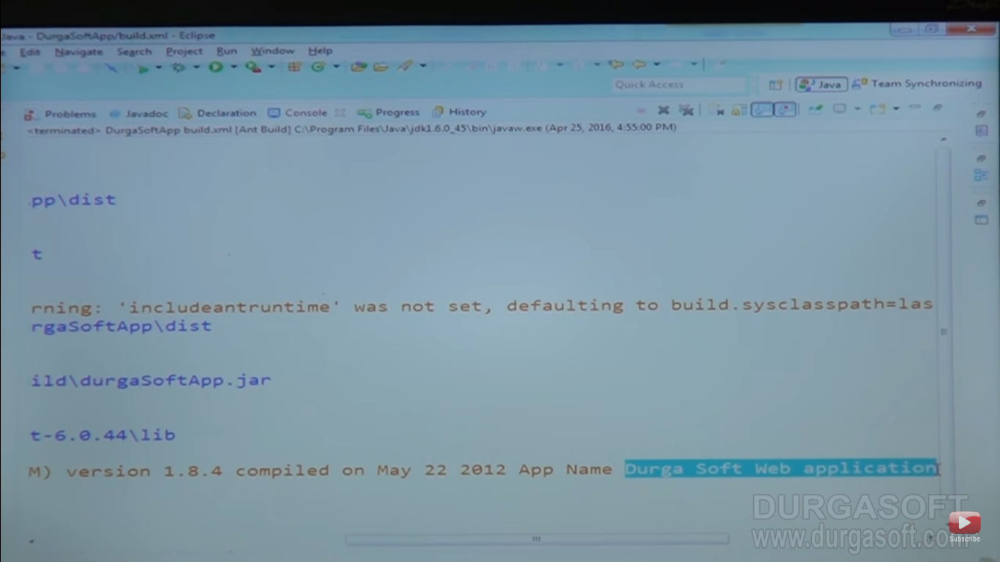 Java - DurgaSoftApp/build.xml - Eclipse
Edit Navigate Search Project Run Window Help
Quick Access
Java
Team Synchronizing
Problems Javadoc Declaration Console Progress History
<terminated> DurgaSoftApp build.xml [Ant Build] C:\Program Files\Java\jdk1.6.0_45\bin\javaw.exe (Apr 25, 2016, 4:55:00 PM)
pp\dist
t
rning: 'includeantruntime' was not set, defaulting to build.sysclasspath=las
rgaSoftApp\dist
ild\durgaSoftApp.jar
t-6.0.44\lib
M) version 1.8.4 compiled on May 22 2012 App Name Durga Soft Web application
DURGASOFT
www.durgasoft.com
Subscribe